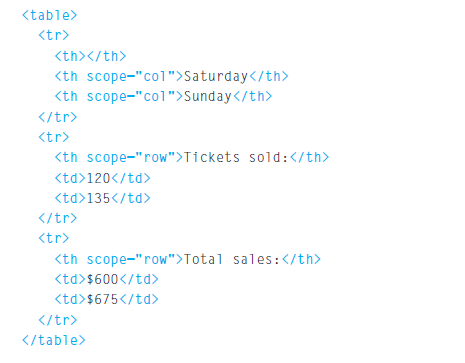 <table>
<tr>
<th></th>
<th scope="col">Saturday</th>
<th scope="col">Sunday</th>
</tr>
<tr>
<th scope="row">Tickets sold:</th>
<td>120</td>
<td>135</td>
</tr>
<tr>
<th scope="row">Total sales:</th>
<td>$600</td>
<td>$675</td>
</tr>
</table>